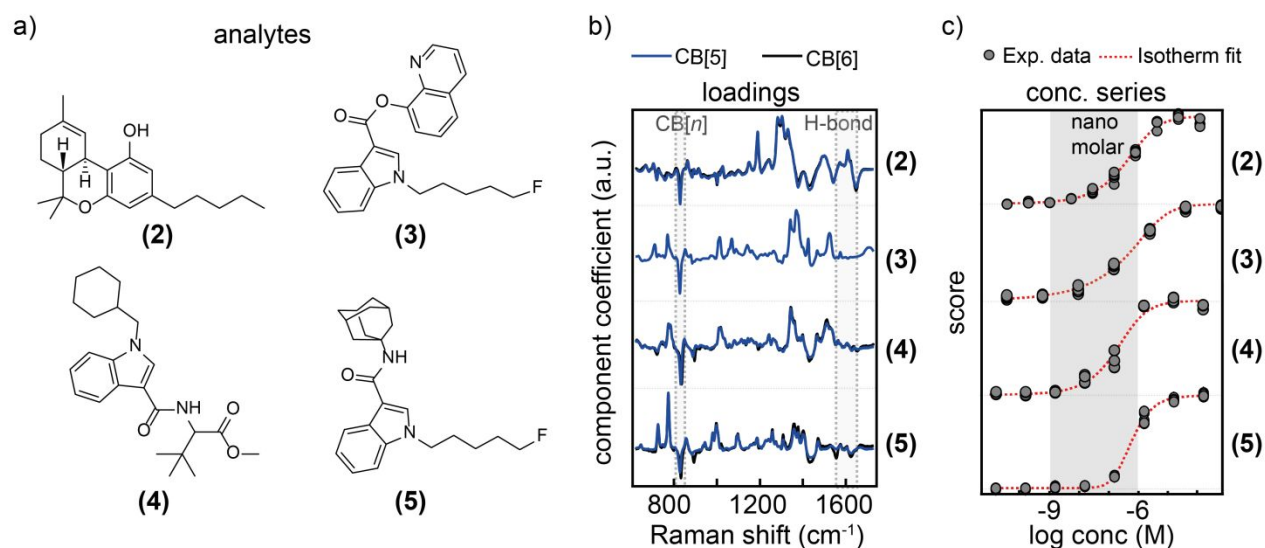 a)
analytes
OH
H
H
O
(2)
N
O
O
N
F
(3)
N
NH
O
O
O
(4)
NH
O
N
F
(5)
b)
CB[5]
CB[6]
loadings
CB[n]
H-bond
(2)
(3)
(4)
(5)
component coefficient (a.u.)
800
1200
1600
Raman shift (cm⁻¹)
c)
Exp. data
Isotherm fit
conc. series
nano
molar
(2)
(3)
(4)
(5)
score
-9
-6
log conc (M)